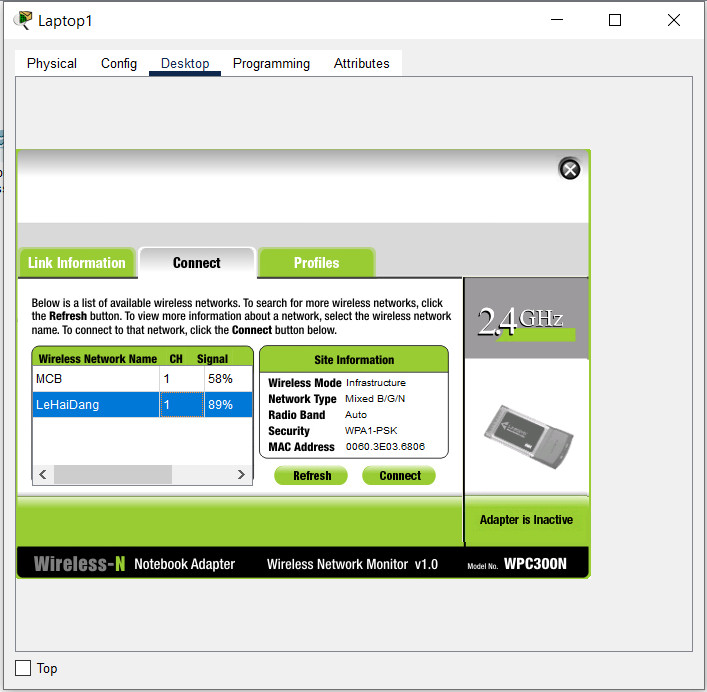 Laptop1
Physical Config Desktop Programming Attributes
Link Information Connect Profiles
Below is a list of available wireless networks. To search for more wireless networks, click
the Refresh button. To view more information about a network, select the wireless network
name. To connect to that network, click the Connect button below.
2.4GHz
Wireless Network Name CH Signal
MCB 1 58%
LeHaiDang 1 89%
Site Information
Wireless Mode Infrastructure
Network Type Mixed B/G/N
Radio Band Auto
Security WPA1-PSK
MAC Address 0060.3E03.6806
Refresh Connect
Adapter is Inactive
Wireless-N Notebook Adapter Wireless Network Monitor v1.0 Model No. WPC300N
Top